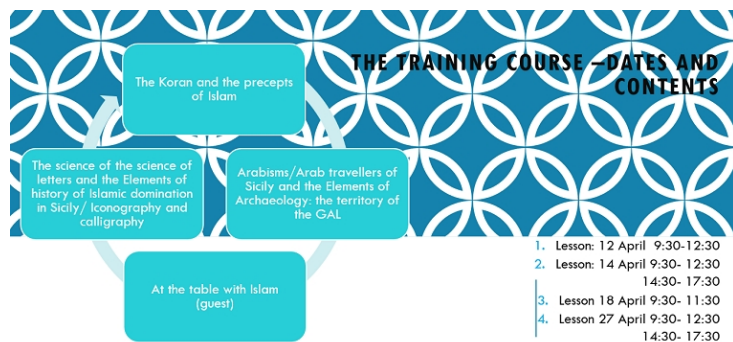 THE TRAINING COURSE –DATES AND
CONTENTS
The Koran and the precepts
of Islam
The science of the science of
letters and the Elements of
history of Islamic domination
in Sicily/ Iconography and
calligraphy
Arabisms/Arab travellers of
Sicily and the Elements of
Archaeology: the territory of
the GAL
At the table with Islam
(guest)
1. Lesson: 12 April 9:30-12:30
2. Lesson: 14 April 9:30- 12:30
14:30- 17:30
3. Lesson 18 April 9:30- 11:30
4. Lesson 27 April 9:30- 12:30
14:30- 17:30